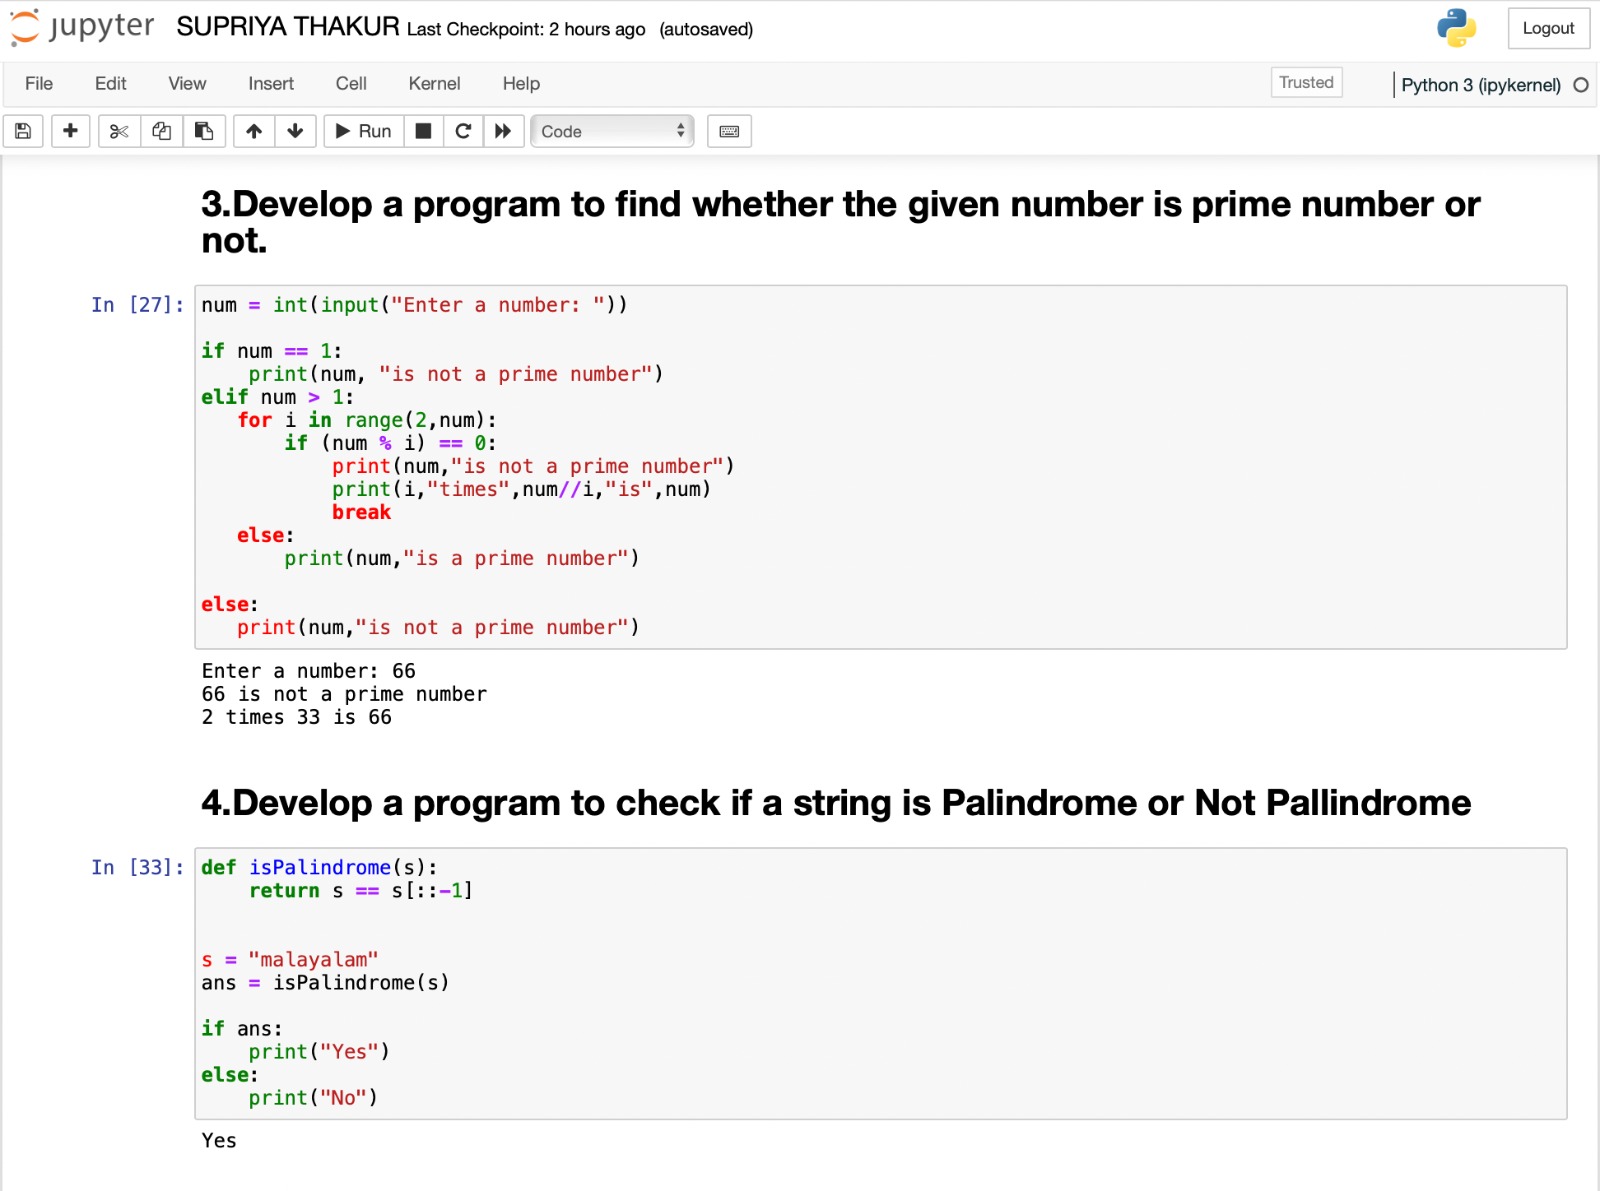 jupyter SUPRIYA THAKUR Last Checkpoint: 2 hours ago (autosaved) Logout
File Edit View Insert Cell Kernel Help Trusted Python 3 (ipykernel)
Run Code
3.Develop a program to find whether the given number is prime number or
not.
In [27]: num = int(input("Enter a number: "))
if num == 1:
    print(num, "is not a prime number")
elif num > 1:
   for i in range(2,num):
       if (num % i) == 0:
           print(num,"is not a prime number")
           print(i,"times",num//i,"is",num)
           break
   else:
       print(num,"is a prime number")
else:
   print(num,"is not a prime number")
Enter a number: 66
66 is not a prime number
2 times 33 is 66
4.Develop a program to check if a string is Palindrome or Not Pallindrome
In [33]: def isPalindrome(s):
    return s == s[::-1]
s = "malayalam"
ans = isPalindrome(s)
if ans:
    print("Yes")
else:
    print("No")
Yes